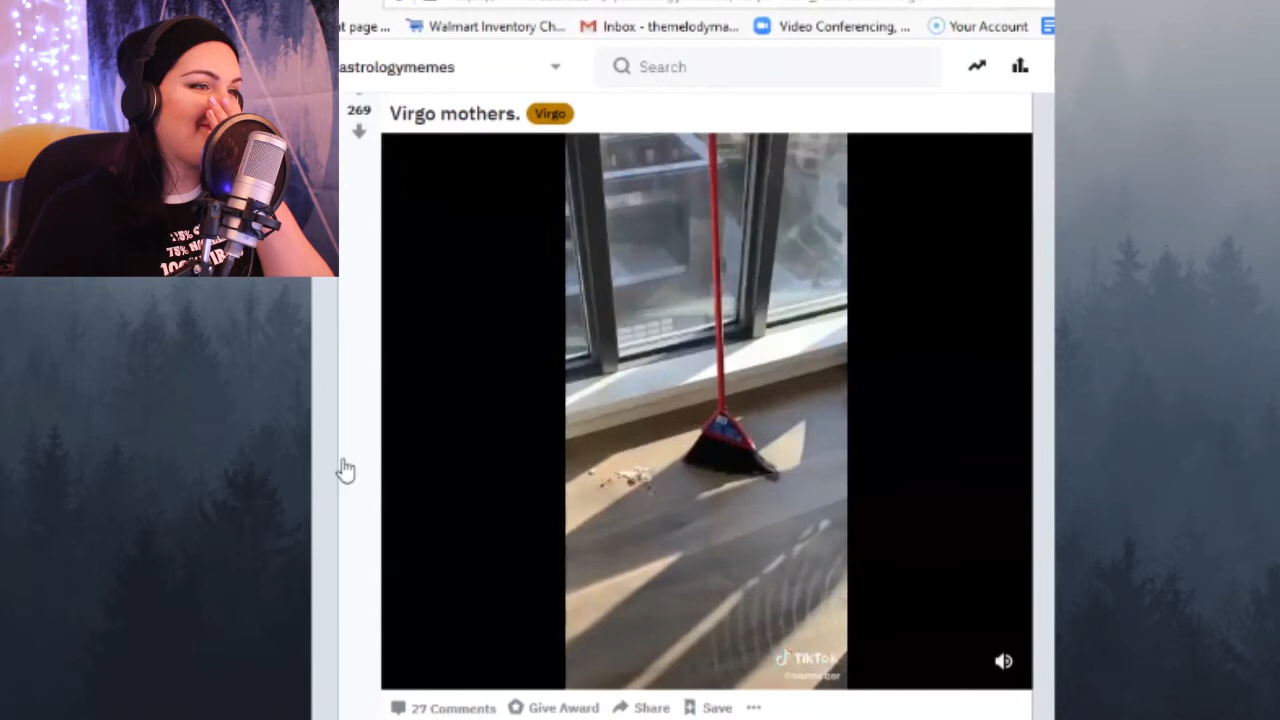 Walmart Inventory Ch...
Inbox - themelodyma...
Video Conferencing, ...
Your Account
astrologymemes
Search
269
Virgo mothers.
Virgo
75%
TikTok
27 Comments
Give Award
Share
Save